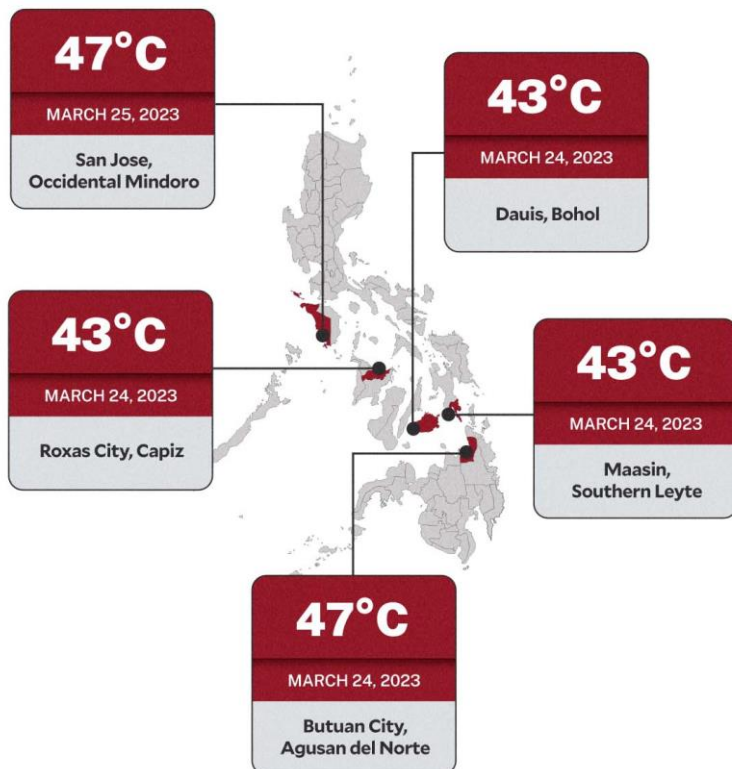 47°C
MARCH 25, 2023
San Jose,
Occidental Mindoro
43°C
MARCH 24, 2023
Dauis, Bohol
43°C
MARCH 24, 2023
Roxas City, Capiz
43°C
MARCH 24, 2023
Maasin,
Southern Leyte
47°C
MARCH 24, 2023
Butuan City,
Agusan del Norte